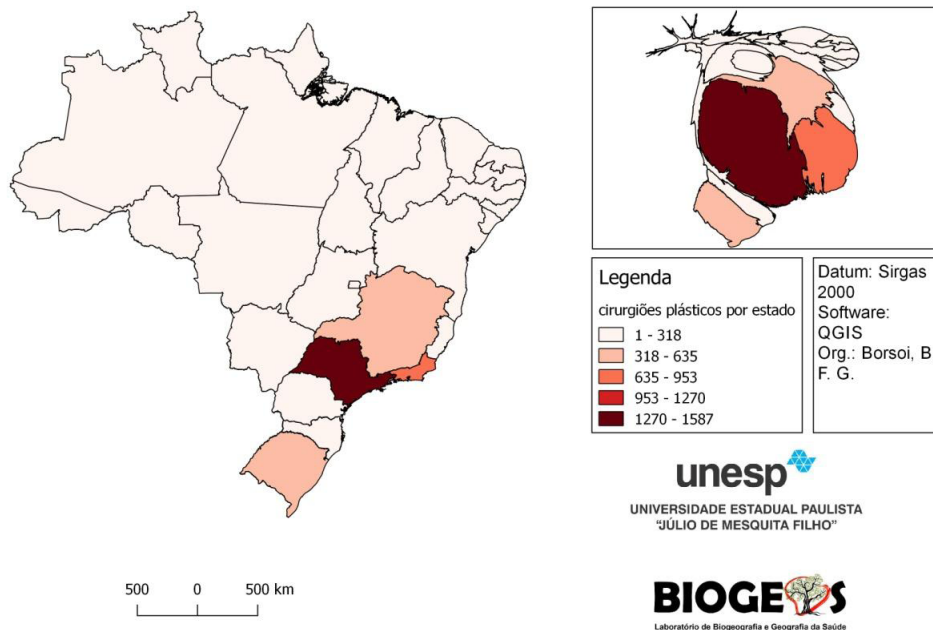 Legenda
cirurgiões plásticos por estado
1 - 318
318 - 635
635 - 953
953 - 1270
1270 - 1587
Datum: Sirgas
2000
Software:
QGIS
Org.: Borsoi, B
F. G.
unesp
UNIVERSIDADE ESTADUAL PAULISTA
"JÚLIO DE MESQUITA FILHO"
500 0 500 km
BIOGEOS
Laboratório de Biogeografia e Geografia da Saúde